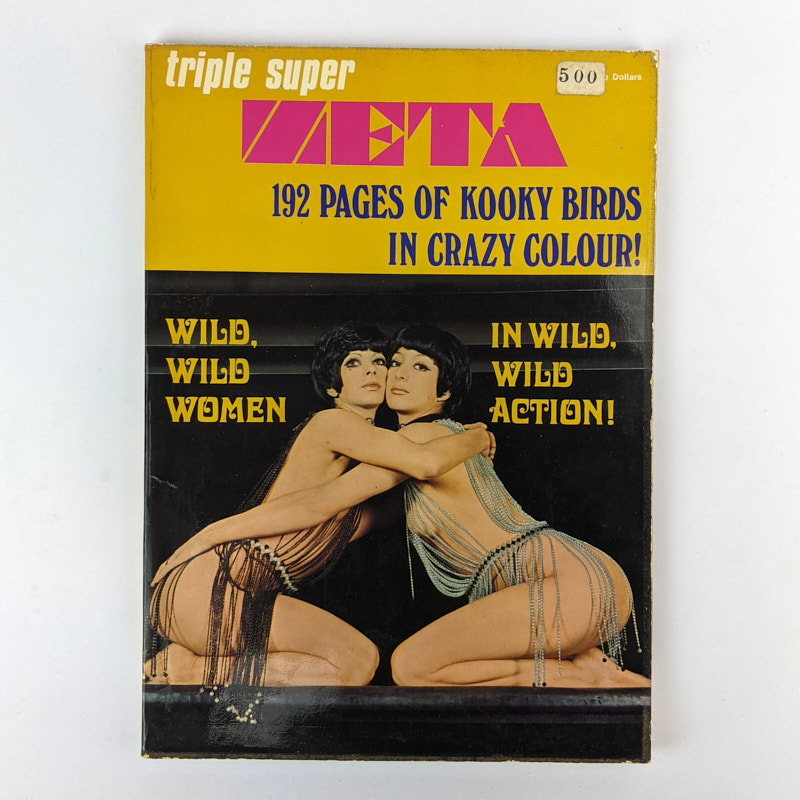 triple super
500
Dollars
ZETA
192 PAGES OF KOOKY BIRDS
IN CRAZY COLOUR!
WILD,
WILD
WOMEN
IN WILD,
WILD
ACTION!